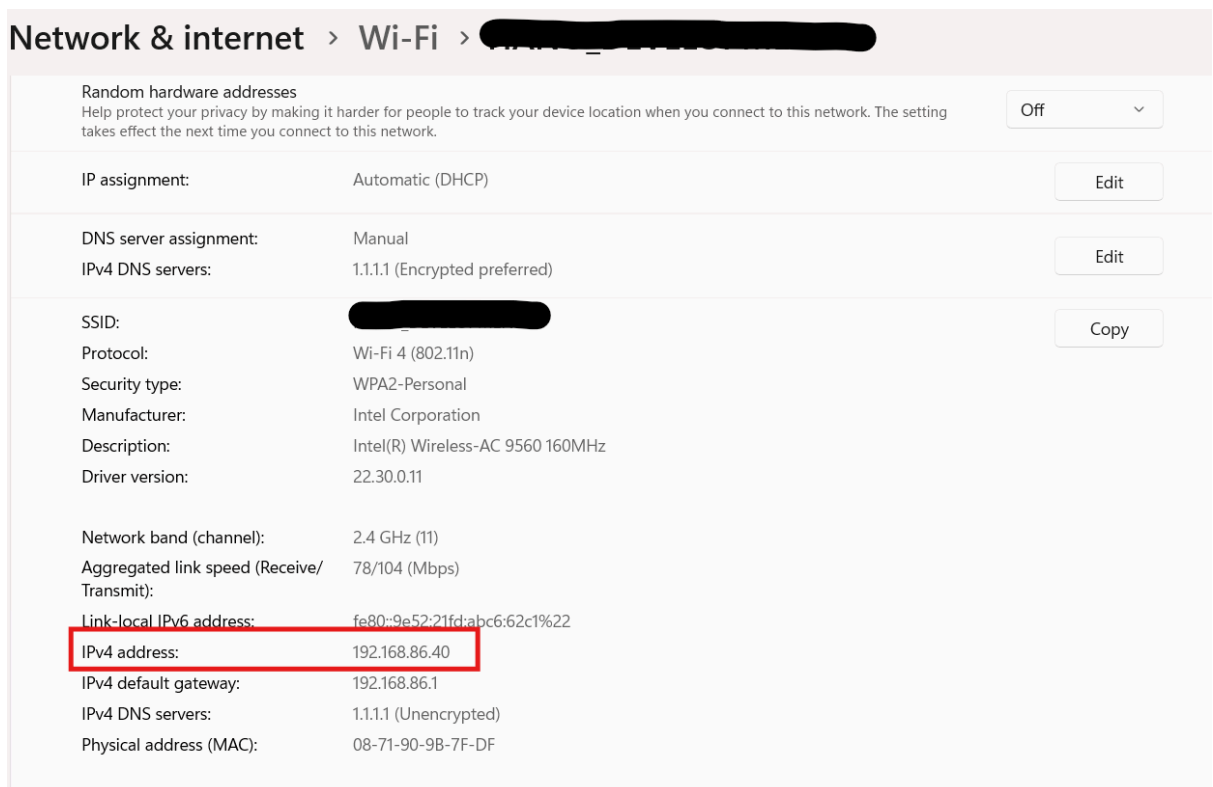 Network & internet > Wi-Fi >
Random hardware addresses
Help protect your privacy by making it harder for people to track your device location when you connect to this network. The setting
takes effect the next time you connect to this network.
Off
IP assignment: Automatic (DHCP) Edit
DNS server assignment: Manual
IPv4 DNS servers: 1.1.1.1 (Encrypted preferred)
Edit
SSID:
Copy
Protocol: Wi-Fi 4 (802.11n)
Security type: WPA2-Personal
Manufacturer: Intel Corporation
Description: Intel(R) Wireless-AC 9560 160MHz
Driver version: 22.30.0.11
Network band (channel): 2.4 GHz (11)
Aggregated link speed (Receive/ 78/104 (Mbps)
Transmit):
Link-local IPv6 address: fe80::9e52:21fd:abc6:62c1%22
IPv4 address: 192.168.86.40
IPv4 default gateway: 192.168.86.1
IPv4 DNS servers: 1.1.1.1 (Unencrypted)
Physical address (MAC): 08-71-90-9B-7F-DF